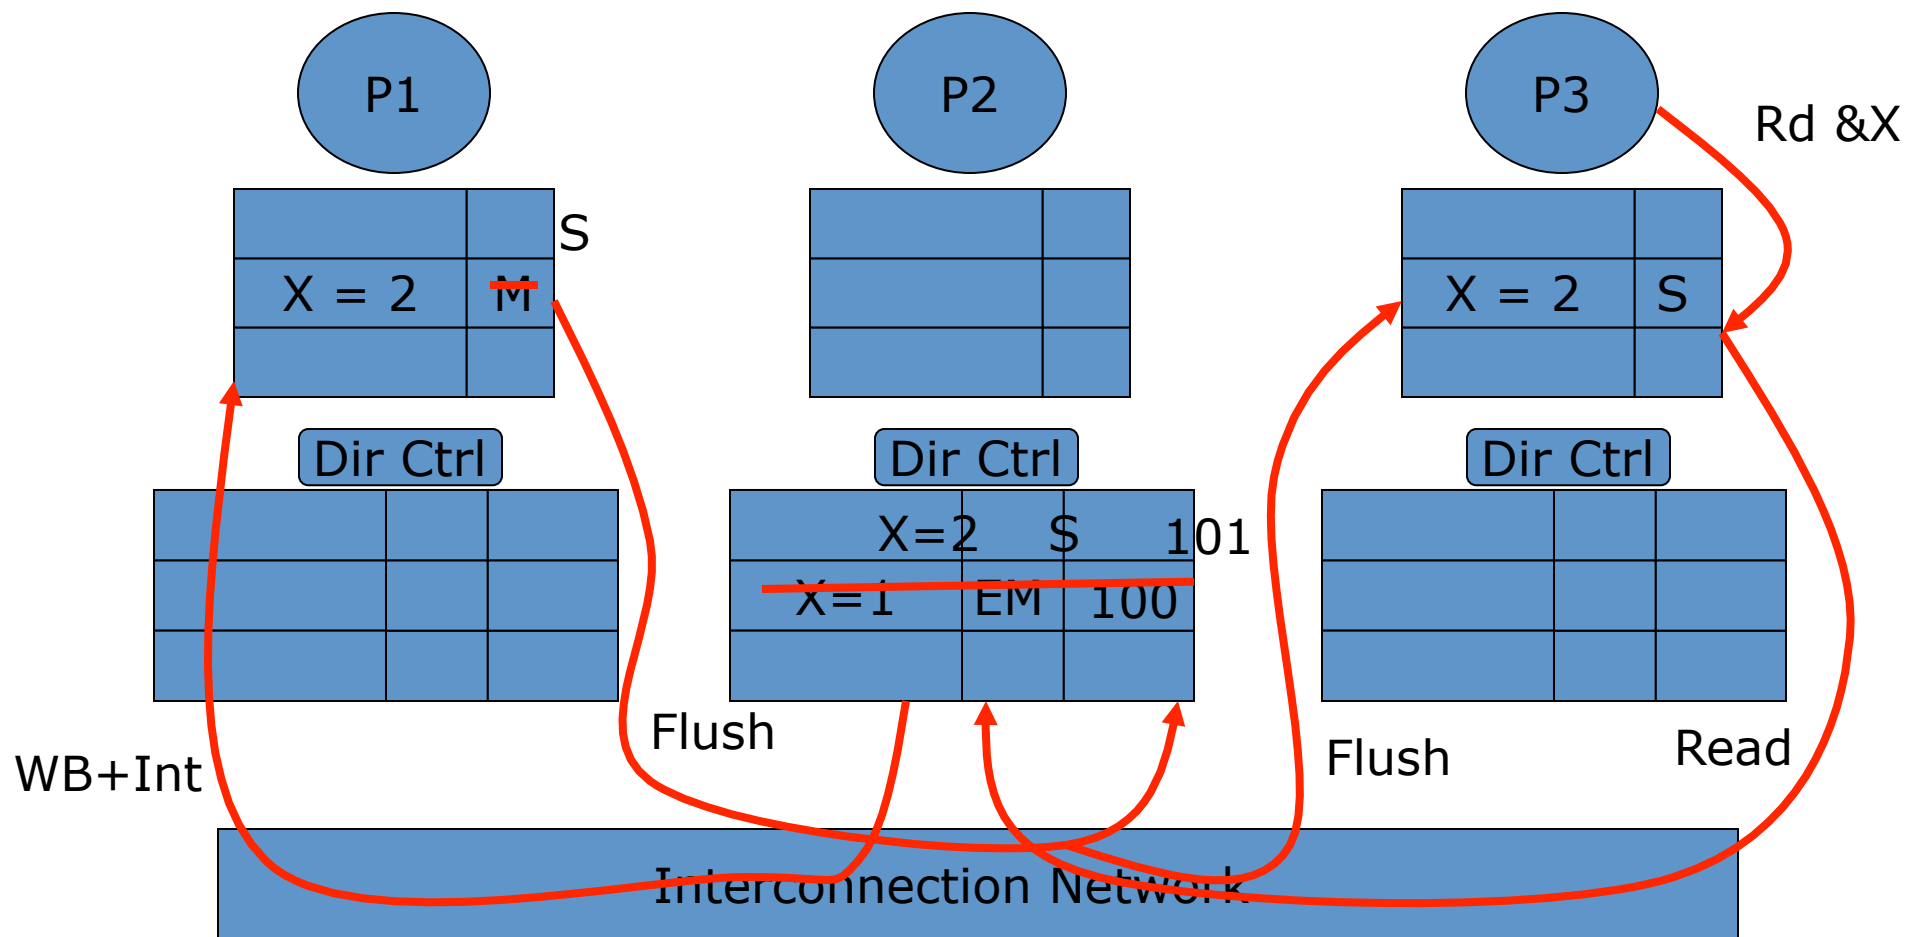 P1
P2
P3
Rd &X
S
X = 2
M
X = 2
S
Dir Ctrl
Dir Ctrl
Dir Ctrl
X=2
S
101
X=1
EM
100
Flush
Flush
Read
WB+Int
Interconnection Network